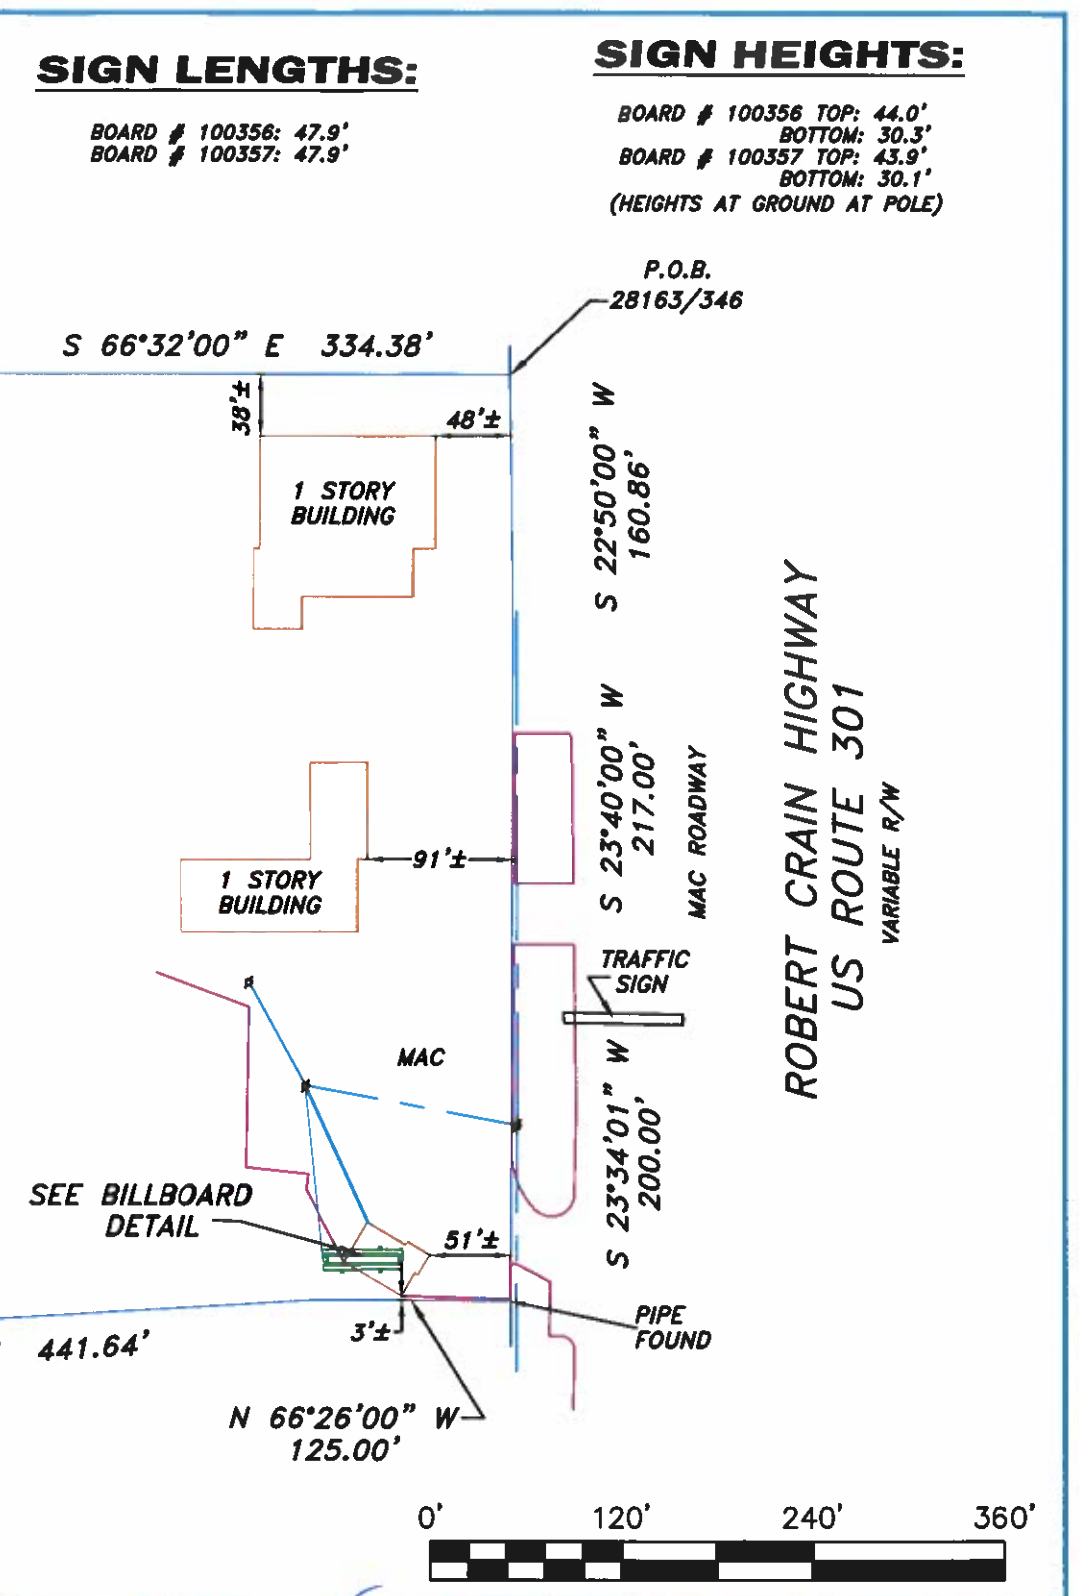 SIGN LENGTHS:
BOARD # 100356: 47.9'
BOARD # 100357: 47.9'
SIGN HEIGHTS:
BOARD # 100356 TOP: 44.0'
BOTTOM: 30.3'
BOARD # 100357 TOP: 43.9'
BOTTOM: 30.1'
(HEIGHTS AT GROUND AT POLE)
P.O.B.
28163/346
S 66°32'00" E 334.38'
38'±
48'±
1 STORY
BUILDING
S 22°50'00" W
160.86'
S 23°40'00" W
217.00'
MAC ROADWAY
ROBERT CRAIN HIGHWAY
US ROUTE 301
VARIABLE R/W
91'±
1 STORY
BUILDING
TRAFFIC
SIGN
MAC
S 23°34'01" W
200.00'
SEE BILLBOARD
DETAIL
51'±
3'±
PIPE
FOUND
441.64'
N 66°26'00" W
125.00'
0' 120' 240' 360'